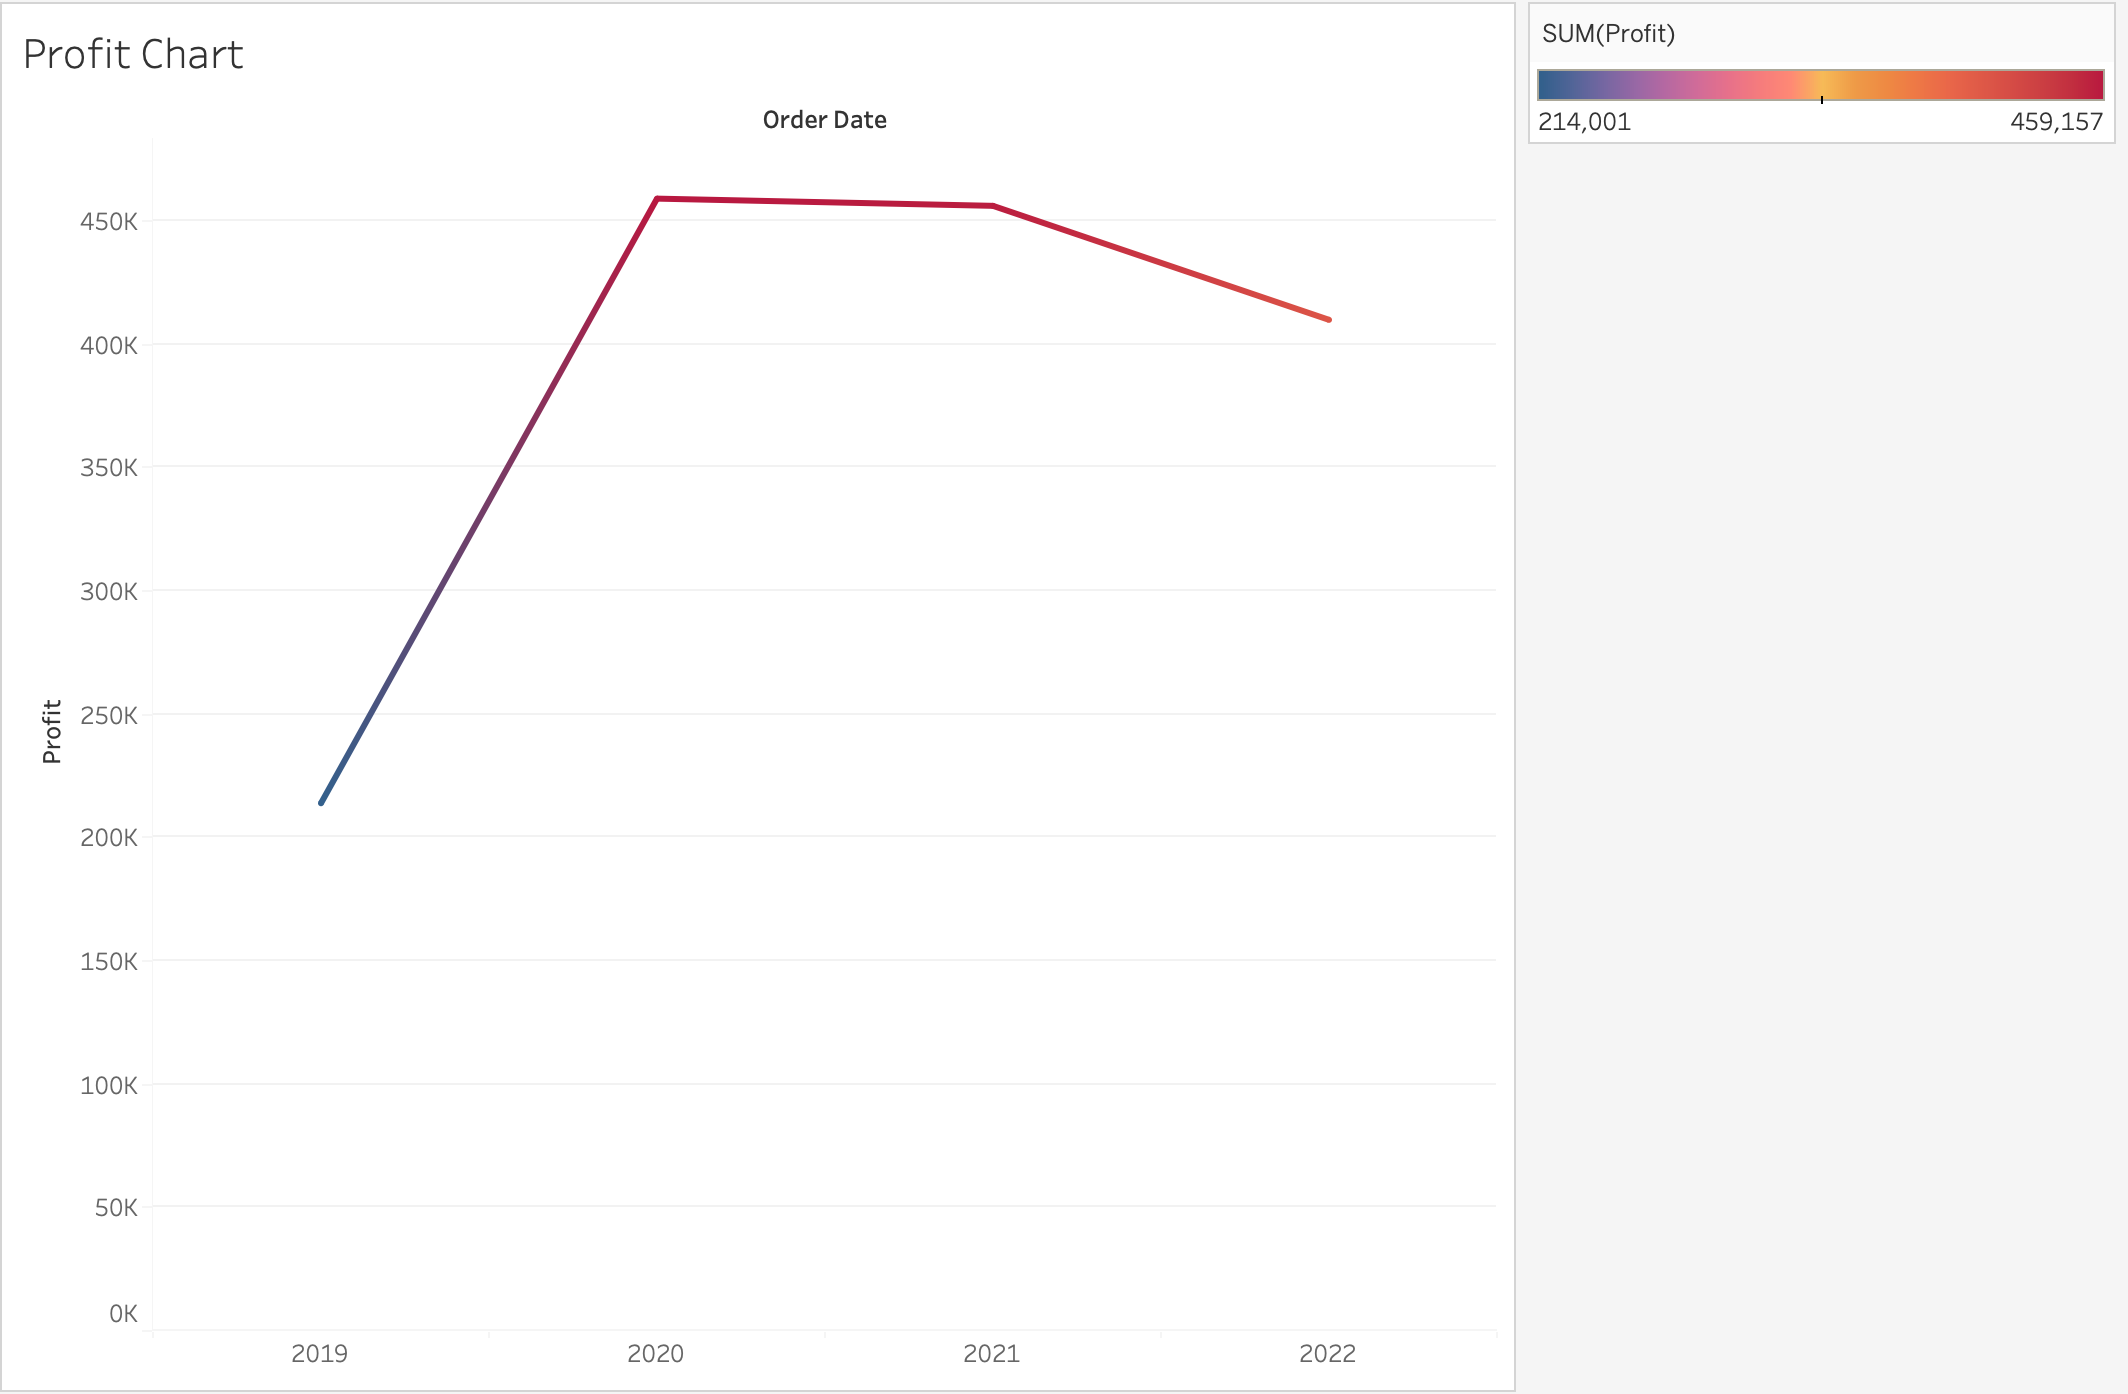 Profit Chart
Order Date
450K
400K
350K
300K
250K
200K
150K
100K
50K
0K
Profit
2019 2020 2021 2022
SUM(Profit)
214,001 459,157